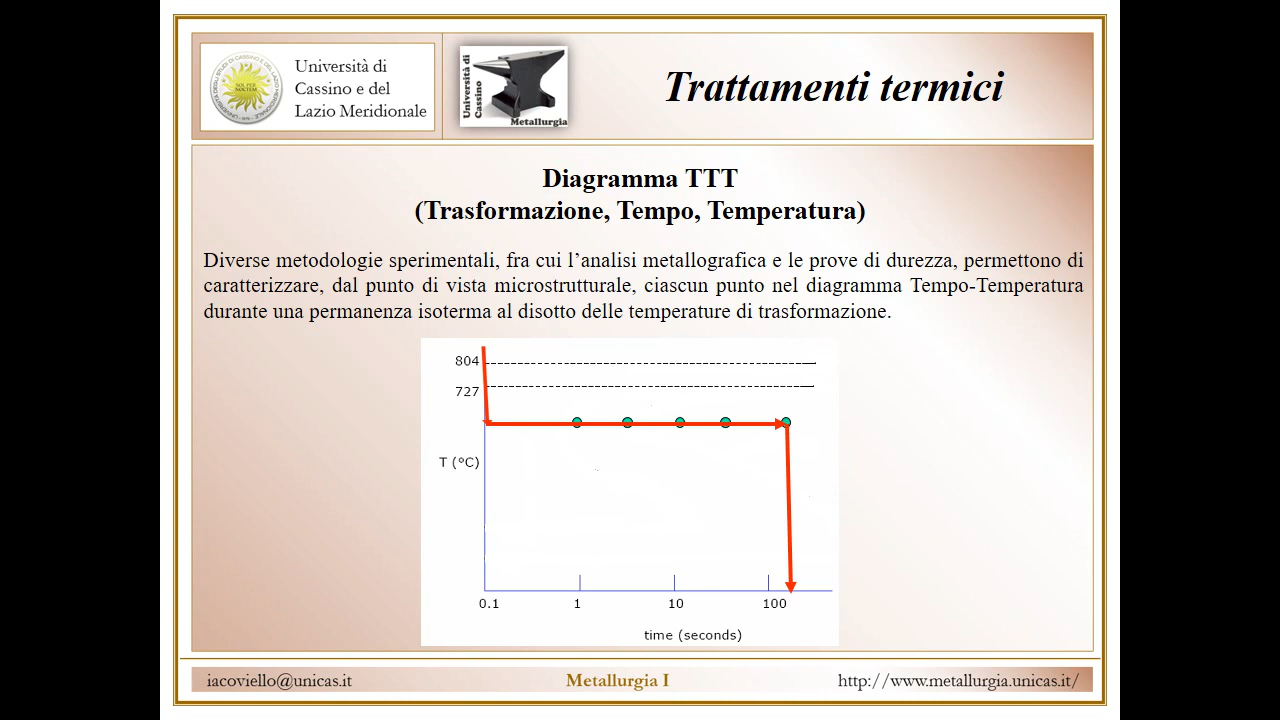 Università di
Cassino e del
Lazio Meridionale
Università di
Cassino
Metallurgia
Trattamenti termici
Diagramma TTT
(Trasformazione, Tempo, Temperatura)
Diverse metodologie sperimentali, fra cui l’analisi metallografica e le prove di durezza, permettono di
caratterizzare, dal punto di vista microstrutturale, ciascun punto nel diagramma Tempo-Temperatura
durante una permanenza isoterma al disotto delle temperature di trasformazione.
804
727
T (ºC)
0.1 1 10 100
time (seconds)
iacoviello@unicas.it
Metallurgia I
http://www.metallurgia.unicas.it/